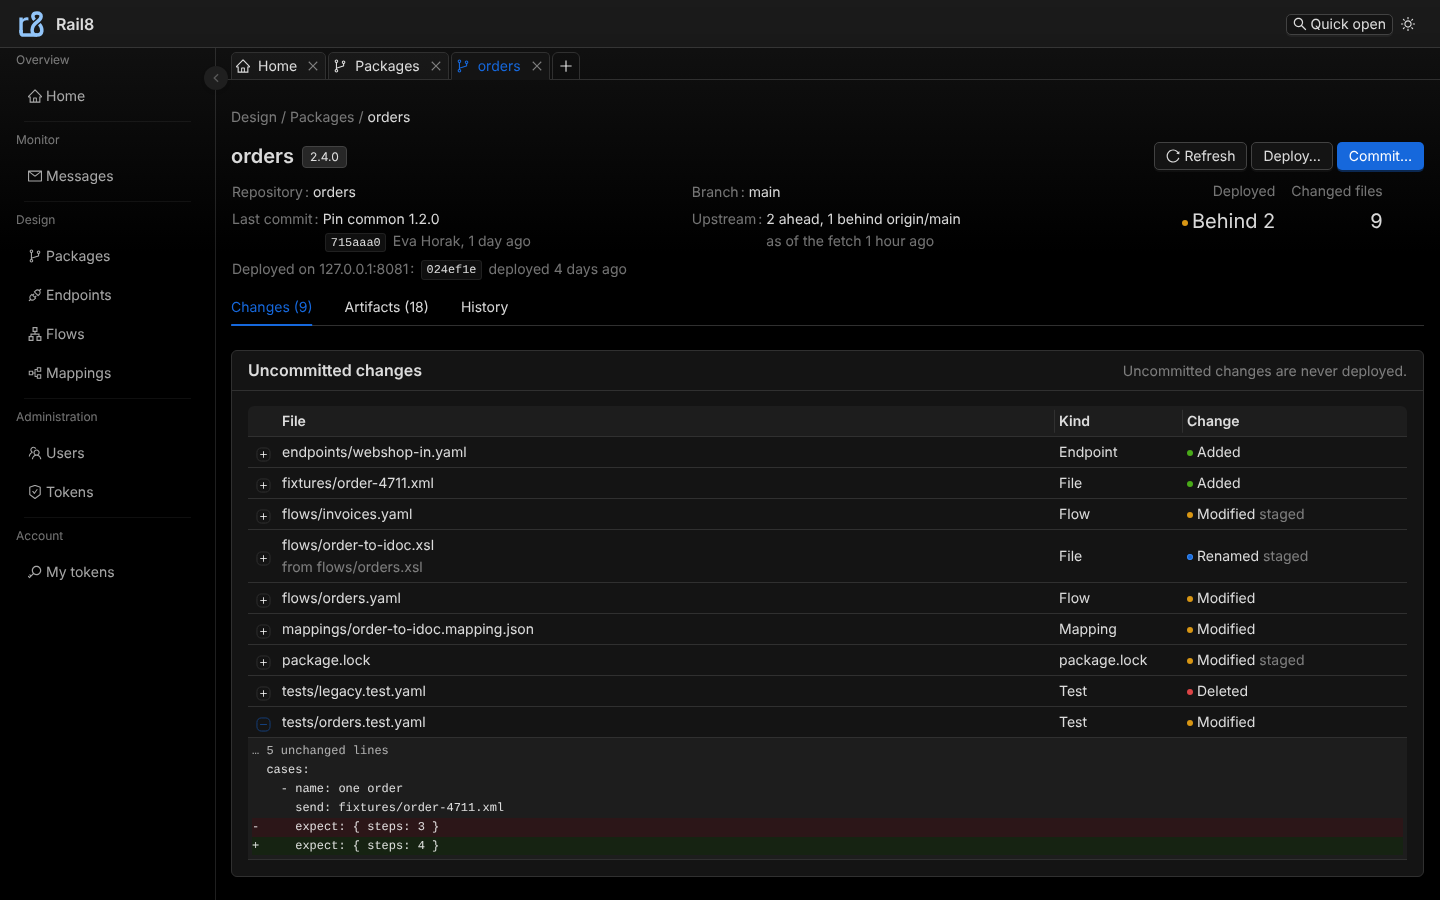 r8 Rail8
Quick open
Overview
Home
Monitor
Messages
Design
Packages
Endpoints
Flows
Mappings
Administration
Users
Tokens
Account
My tokens
Home
Packages
orders
Design / Packages / orders
orders 2.4.0
Refresh
Deploy...
Commit...
Repository: orders
Branch: main
Last commit: Pin common 1.2.0
715aaa0 Eva Horak, 1 day ago
Upstream: 2 ahead, 1 behind origin/main
as of the fetch 1 hour ago
Deployed on 127.0.0.1:8081: 024ef1e deployed 4 days ago
Deployed
Behind 2
Changed files
9
Changes (9)
Artifacts (18)
History
Uncommitted changes
Uncommitted changes are never deployed.
File Kind Change
endpoints/webshop-in.yaml Endpoint Added
fixtures/order-4711.xml File Added
flows/invoices.yaml Flow Modified staged
flows/order-to-idoc.xsl
from flows/orders.xsl
File Renamed staged
flows/orders.yaml Flow Modified
mappings/order-to-idoc.mapping.json Mapping Modified
package.lock package.lock Modified staged
tests/legacy.test.yaml Test Deleted
tests/orders.test.yaml Test Modified
… 5 unchanged lines
cases:
- name: one order
send: fixtures/order-4711.xml
- expect: { steps: 3 }
+ expect: { steps: 4 }